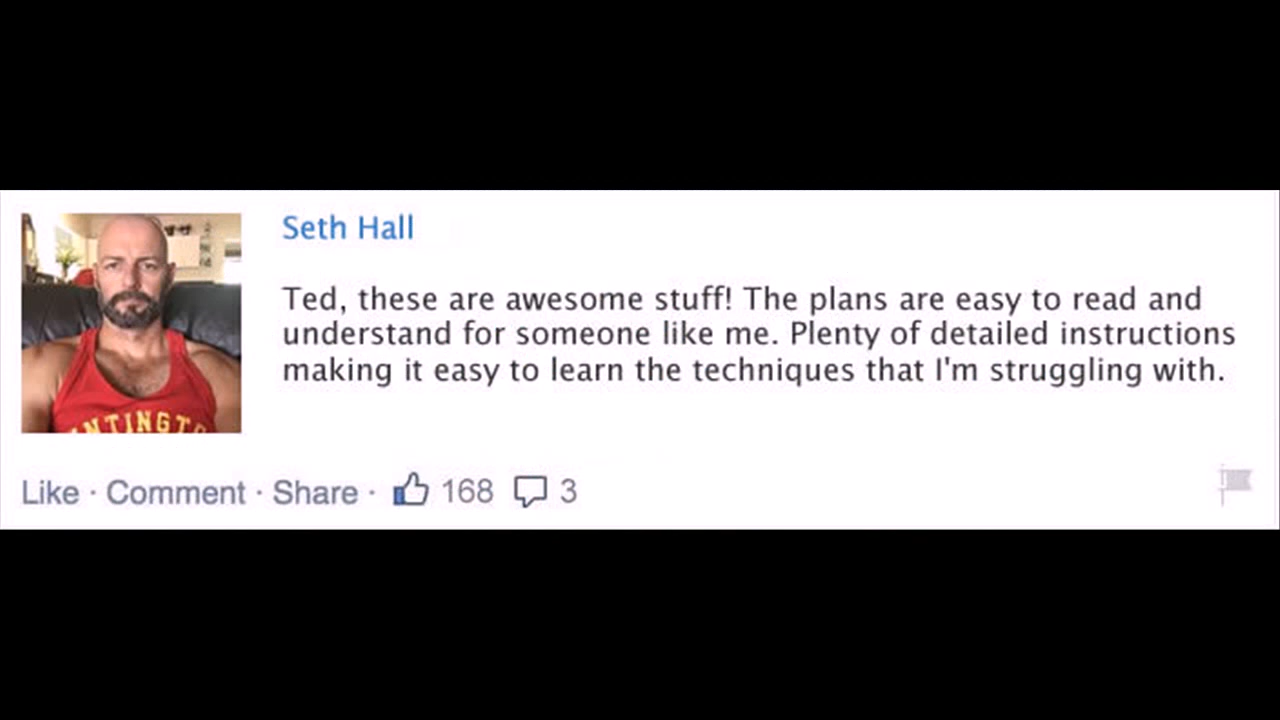 Seth Hall
Ted, these are awesome stuff! The plans are easy to read and
understand for someone like me. Plenty of detailed instructions
making it easy to learn the techniques that I'm struggling with.
NTINGT
Like · Comment · Share · 168 3